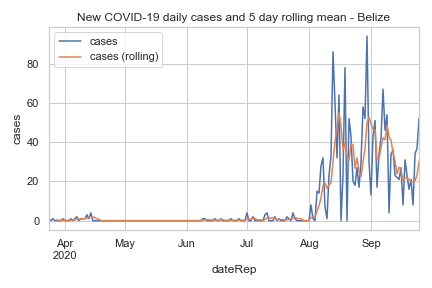 New COVID-19 daily cases and 5 day rolling mean - Belize
cases
cases (rolling)
80
60
40
20
0
cases
Apr May Jun Jul Aug Sep
2020
dateRep